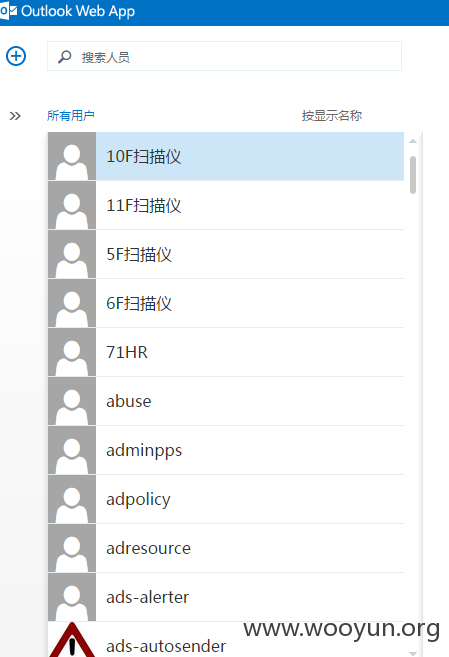 Outlook Web App
搜索人员
所有用户 按显示名称
10F扫描仪
11F扫描仪
5F扫描仪
6F扫描仪
71HR
abuse
adminpps
adpolicy
adresource
ads-alerter
www.wooyun.org
ads-autosender